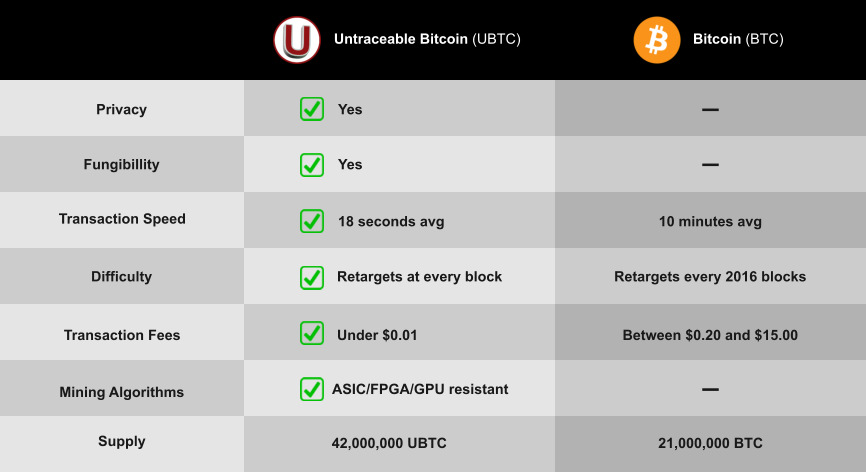 Untraceable Bitcoin (UBTC) Bitcoin (BTC)
Privacy Yes —
Fungibillity Yes —
Transaction Speed 18 seconds avg 10 minutes avg
Difficulty Retargets at every block Retargets every 2016 blocks
Transaction Fees Under $0.01 Between $0.20 and $15.00
Mining Algorithms ASIC/FPGA/GPU resistant —
Supply 42,000,000 UBTC 21,000,000 BTC